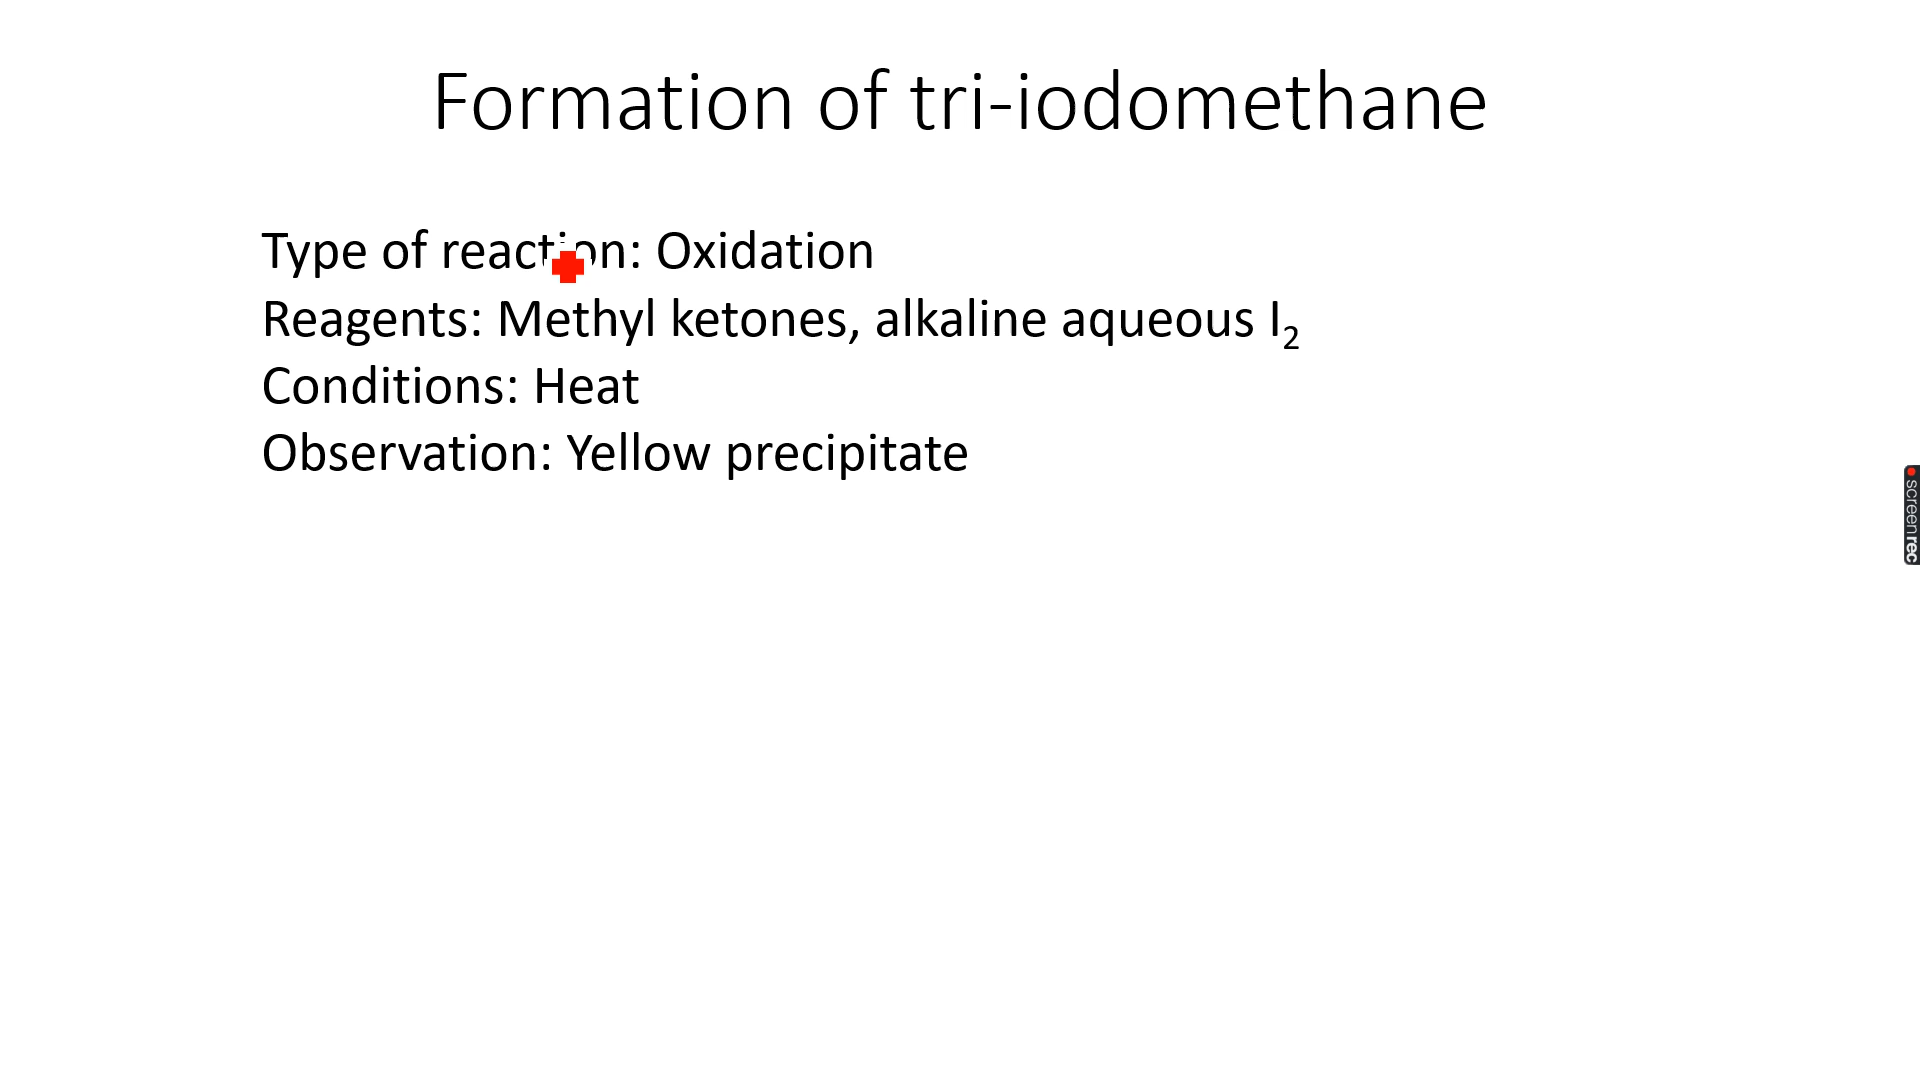 Formation of tri-iodomethane
Type of reaction: Oxidation
Reagents: Methyl ketones, alkaline aqueous I₂
Conditions: Heat
Observation: Yellow precipitate
screenrec